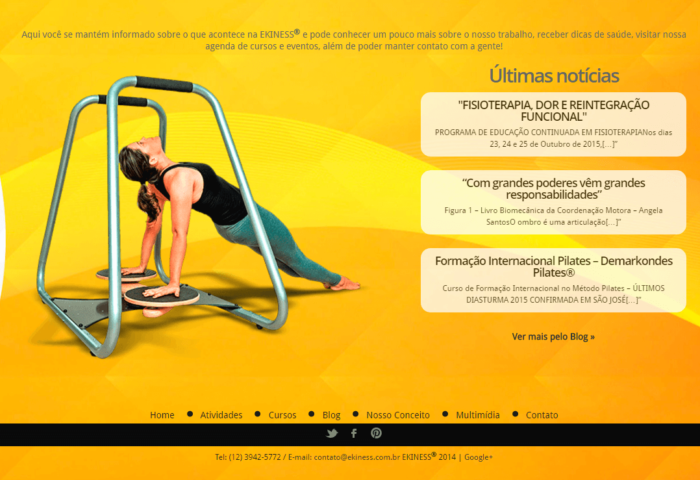 Aqui você se mantém informado sobre o que acontece na EKINESS® e pode conhecer um pouco mais sobre o nosso trabalho, receber dicas de saúde, visitar nossa
agenda de cursos e eventos, além de poder manter contato com a gente!
Últimas notícias
"FISIOTERAPIA, DOR E REINTEGRAÇÃO
FUNCIONAL"
PROGRAMA DE EDUCAÇÃO CONTINUADA EM FISIOTERAPIANos dias
23, 24 e 25 de Outubro de 2015,[...]"
“Com grandes poderes vêm grandes
responsabilidades”
Figura 1 – Livro Biomecânica da Coordenação Motora – Angela
SantosO ombro é uma articulação[...]"
Formação Internacional Pilates – Demarkondes
Pilates®
Curso de Formação Internacional no Método Pilates – ÚLTIMOS
DIASTURMA 2015 CONFIRMADA EM SÃO JOSÉ[...]"
Ver mais pelo Blog »
Home • Atividades • Cursos • Blog • Nosso Conceito • Multimídia • Contato
Tel: (12) 3942-5772 / E-mail: contato@ekiness.com.br EKINESS® 2014 | Google+